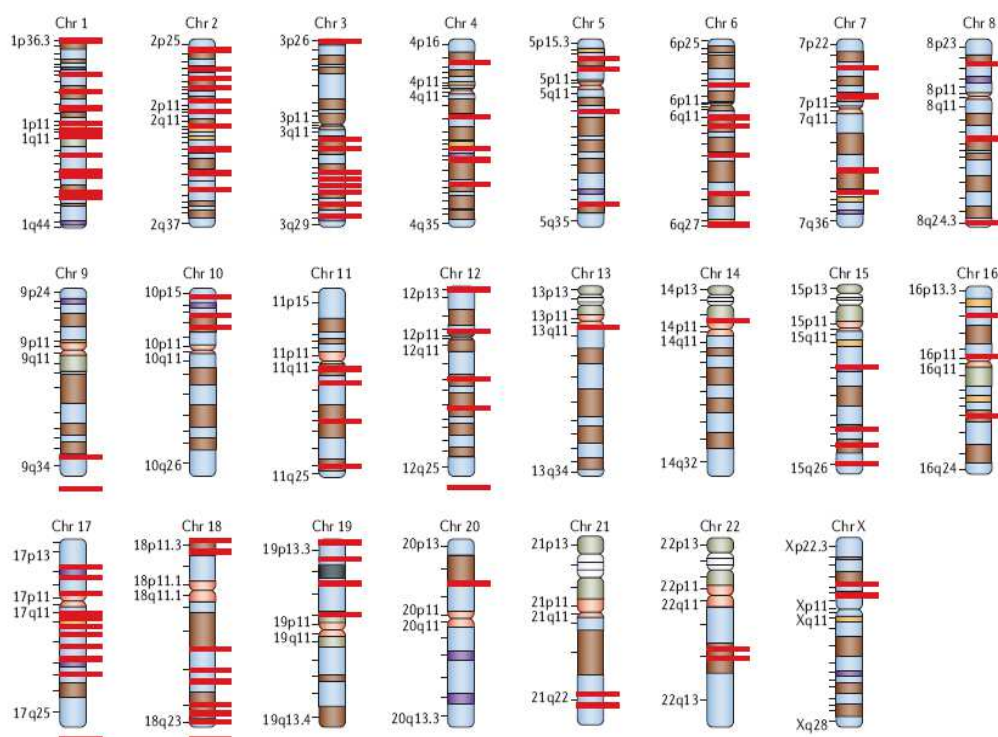 Chr 1 Chr 2 Chr 3 Chr 4 Chr 5 Chr 6 Chr 7 Chr 8
1p36.3 2p25 3p26 4p16 5p15.3 6p25 7p22 8p23
1p11 2p11 3p11 4p11 5p11 6p11 7p11 8p11
1q11 2q11 3q11 4q11 5q11 6q11 7q11 8q11
1q44 2q37 3q29 4q35 5q35 6q27 7q36 8q24.3
Chr 9 Chr 10 Chr 11 Chr 12 Chr 13 Chr 14 Chr 15 Chr 16
9p24 10p15 11p15 12p13 13p13 14p13 15p13 16p13.3
9p11 10p11 11p11 12p11 13p11 14p11 15p11 16p11
9q11 10q11 11q11 12q11 13q11 14q11 15q11 16q11
9q34 10q26 11q25 12q25 13q34 14q32 15q26 16q24
Chr 17 Chr 18 Chr 19 Chr 20 Chr 21 Chr 22 Chr X
17p13 18p11.3 19p13.3 20p13 21p13 22p13 Xp22.3
17p11 18p11.1 19p11 20p11 21p11 22p11 Xp11
17q11 18q11.1 19q11 20q11 21q11 22q11 Xq11
17q25 18q23 19q13.4 20q13.3 21q22 22q13 Xq28